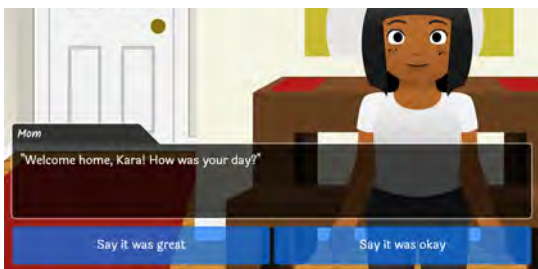 Mom
"Welcome home, Kara! How was your day?"
Say it was great
Say it was okay